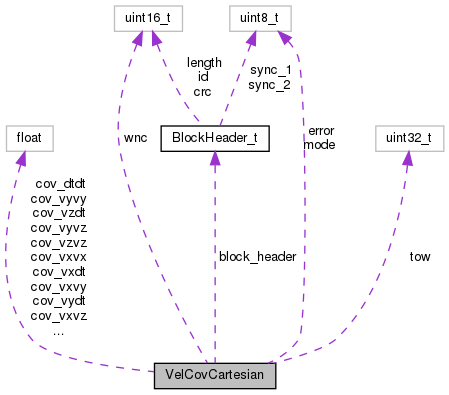 uint16_t
uint8_t
length
id
crc
sync_1
sync_2
float
wnc
BlockHeader_t
error
mode
uint32_t
cov_dtdt
cov_vyvy
cov_vzdt
cov_vyvz
cov_vzvz
cov_vxvx
cov_vxdt
cov_vxvy
cov_vydt
cov_vxvz
...
block_header
tow
VelCovCartesian